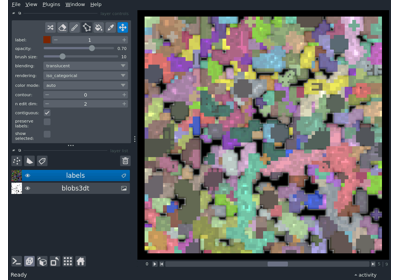 File View Plugins Window Help
label: 1
opacity: 0.70
brush size: 10
blending: translucent
rendering: iso_categorical
color mode: auto
contour: 0
n edit dim: 2
contiguous:
preserve
labels:
show
selected:
labels
blobs3dt
Ready
activity